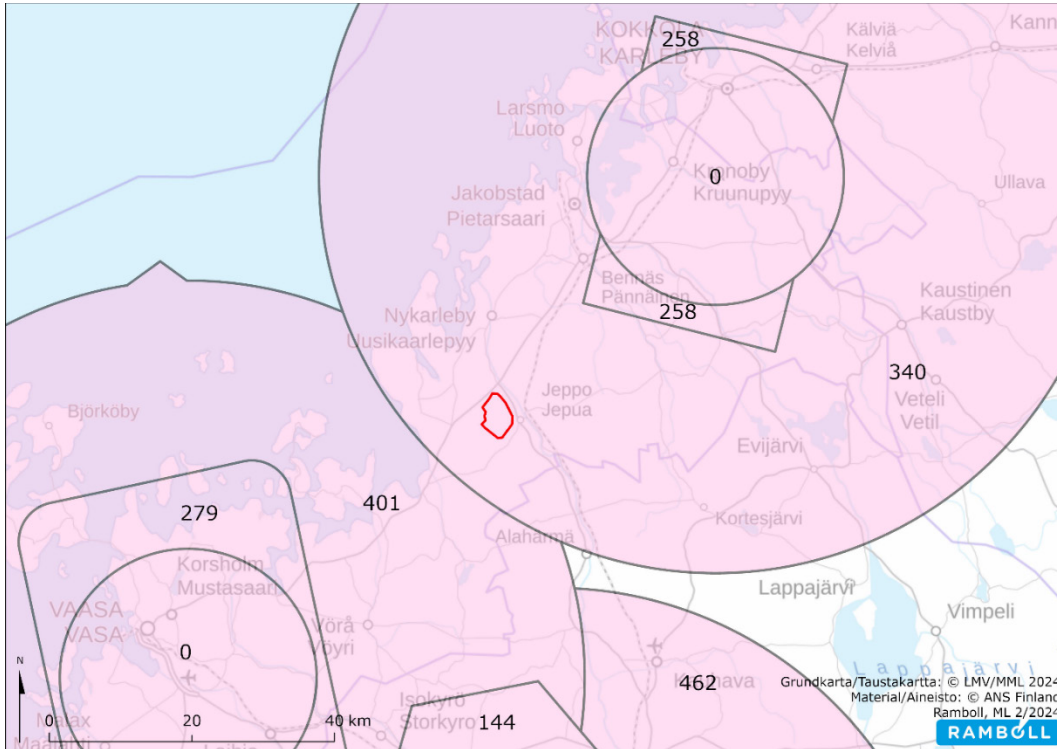 KOKKOLA
KARLEBY
258
Kälviä
Kelviå
Kann
Larsmo
Luoto
Kronoby
Kruunupyy
0
Ullava
Jakobstad
Pietarsaari
Bennäs
Pännäinen
258
Kaustinen
Kaustby
Nykarleby
Uusikaarlepyy
340
Veteli
Vetil
Jeppo
Jepua
Björköby
Evijärvi
401
279
Kortesjärvi
Alahärmä
Korsholm
Mustasaari
Lappajärvi
Vimpeli
VAASA
VASA
Vörå
Vöyri
0
Lappajärvi
462
Isokyrö
Storkyro
144
N
0 20 40 km
Grundkarta/Taustakartta: © LMV/MML 2024
Material/Aineisto: © ANS Finland
Ramboll, ML 2/2024
RAMBOLL